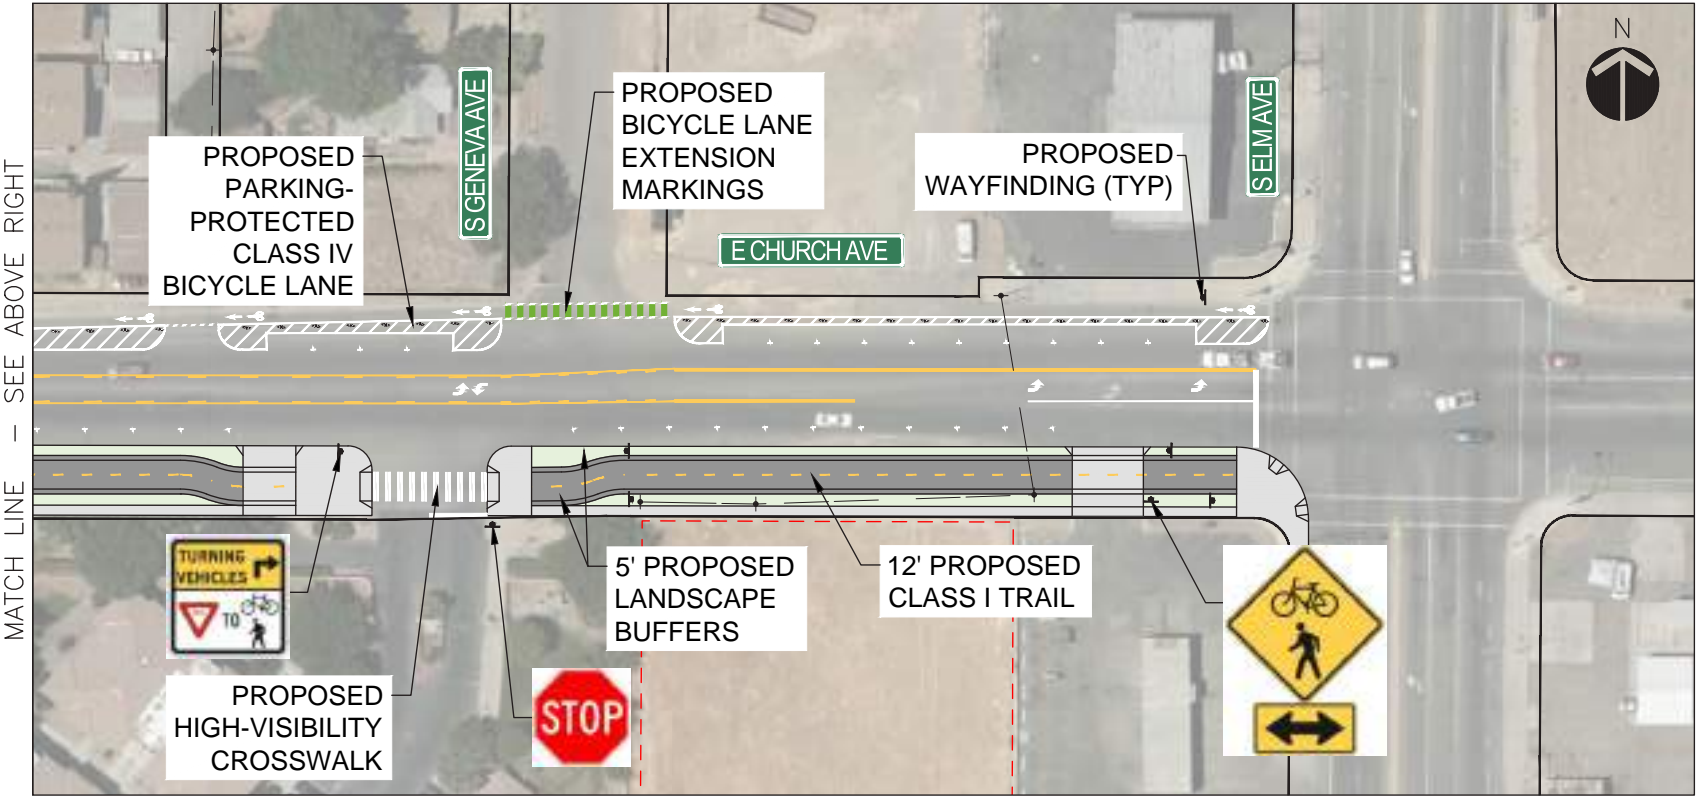 N
MATCH LINE – SEE ABOVE RIGHT
PROPOSED
PARKING-
PROTECTED
CLASS IV
BICYCLE LANE
S GENEVA AVE
PROPOSED
BICYCLE LANE
EXTENSION
MARKINGS
E CHURCH AVE
PROPOSED
WAYFINDING (TYP)
S ELM AVE
TURNING
VEHICLES
TO
PROPOSED
HIGH-VISIBILITY
CROSSWALK
STOP
5' PROPOSED
LANDSCAPE
BUFFERS
12' PROPOSED
CLASS I TRAIL